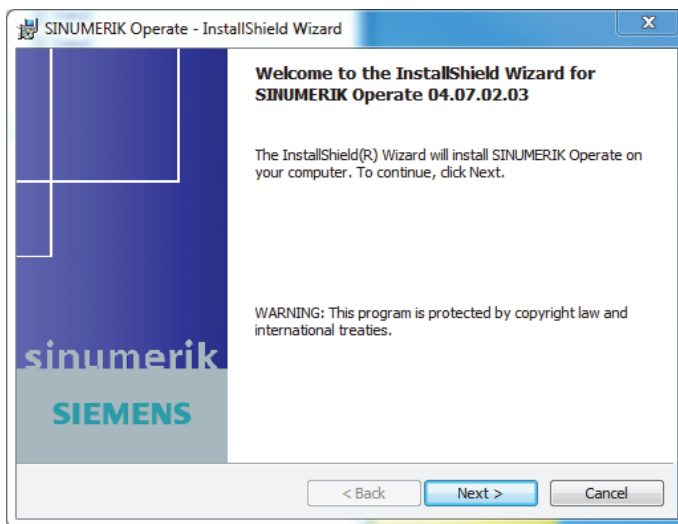 SINUMERIK Operate - InstallShield Wizard
Welcome to the InstallShield Wizard for
SINUMERIK Operate 04.07.02.03
The InstallShield(R) Wizard will install SINUMERIK Operate on
your computer. To continue, click Next.
WARNING: This program is protected by copyright law and
international treaties.
sinumerik
SIEMENS
< Back Next > Cancel